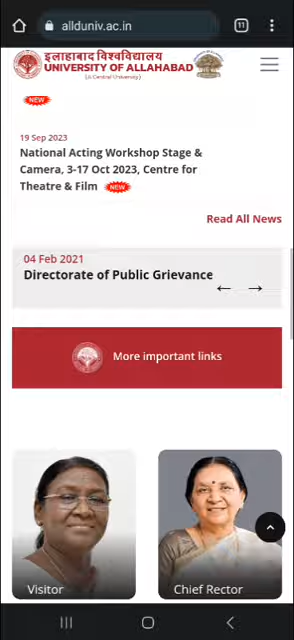 allduniv.ac.in
11
इलाहाबाद विश्वविद्यालय
UNIVERSITY OF ALLAHABAD
(A Central University)
NEW
19 Sep 2023
National Acting Workshop Stage &
Camera, 3-17 Oct 2023, Centre for
Theatre & Film NEW
Read All News
04 Feb 2021
Directorate of Public Grievance
← →
More important links
Visitor
Chief Rector